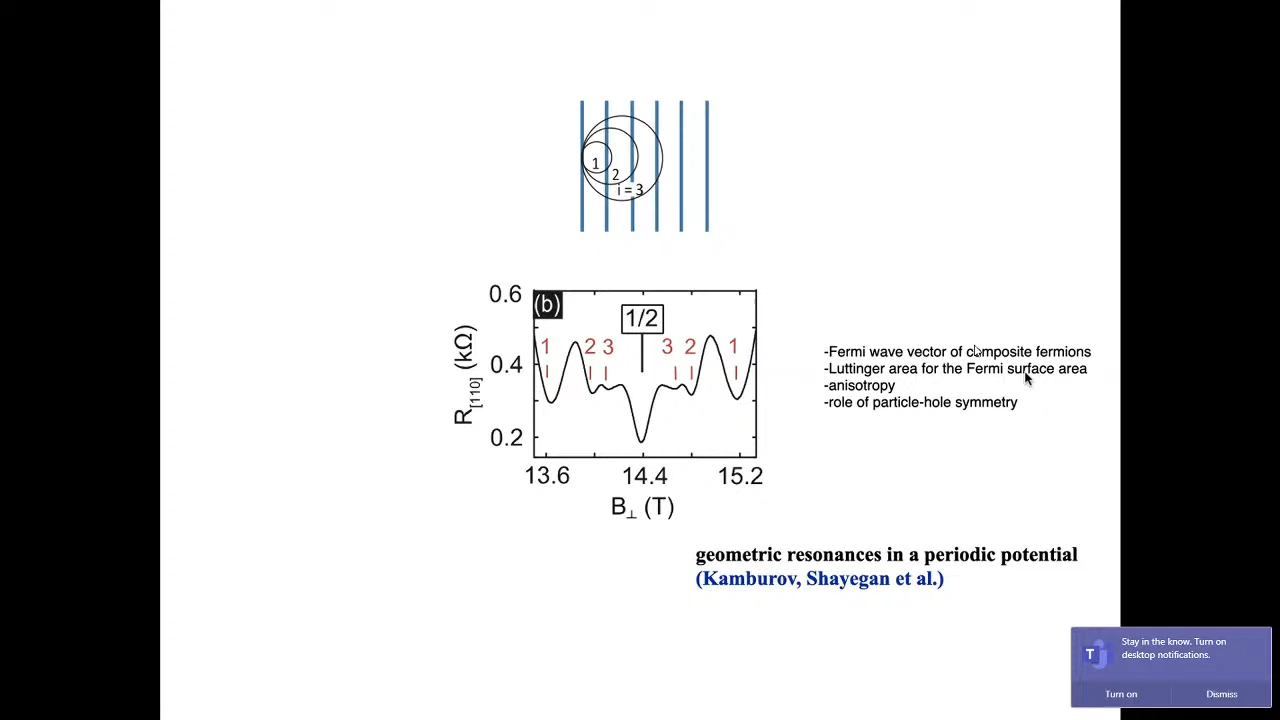 1
2
i = 3
0.6
(b)
1/2
1 2 3 3 2 1
0.4
0.2
R[110] (kΩ)
13.6 14.4 15.2
B⊥ (T)
-Fermi wave vector of composite fermions
-Luttinger area for the Fermi surface area
-anisotropy
-role of particle-hole symmetry
geometric resonances in a periodic potential
(Kamburov, Shayegan et al.)
T
Stay in the know. Turn on
desktop notifications.
Turn on Dismiss